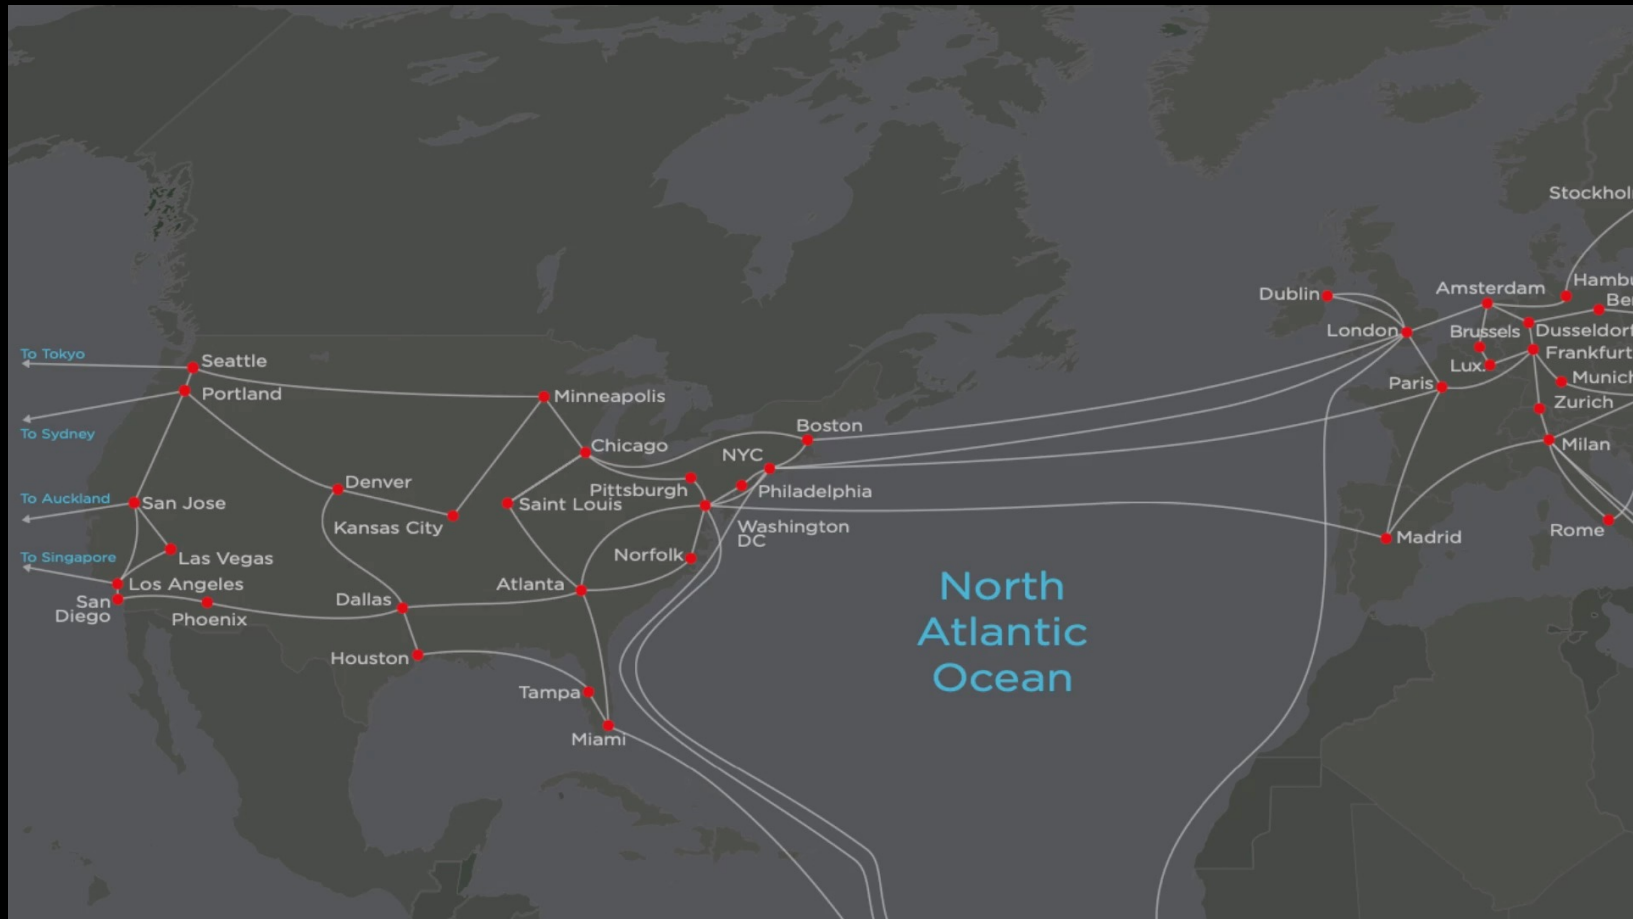 Stockhol
Hambu
Dublin
Amsterdam
Be
London
Brussels
Dusseldorf
To Tokyo
Seattle
Frankfurt
Lux.
Munich
Paris
Portland
Minneapolis
Zurich
To Sydney
Boston
Chicago
Milan
NYC
Denver
Pittsburgh
Philadelphia
To Auckland
San Jose
Saint Louis
Kansas City
Washington
DC
Rome
Madrid
To Singapore
Las Vegas
Norfolk
Los Angeles
Atlanta
San
Diego
Phoenix
Dallas
North
Atlantic
Ocean
Houston
Tampa
Miami